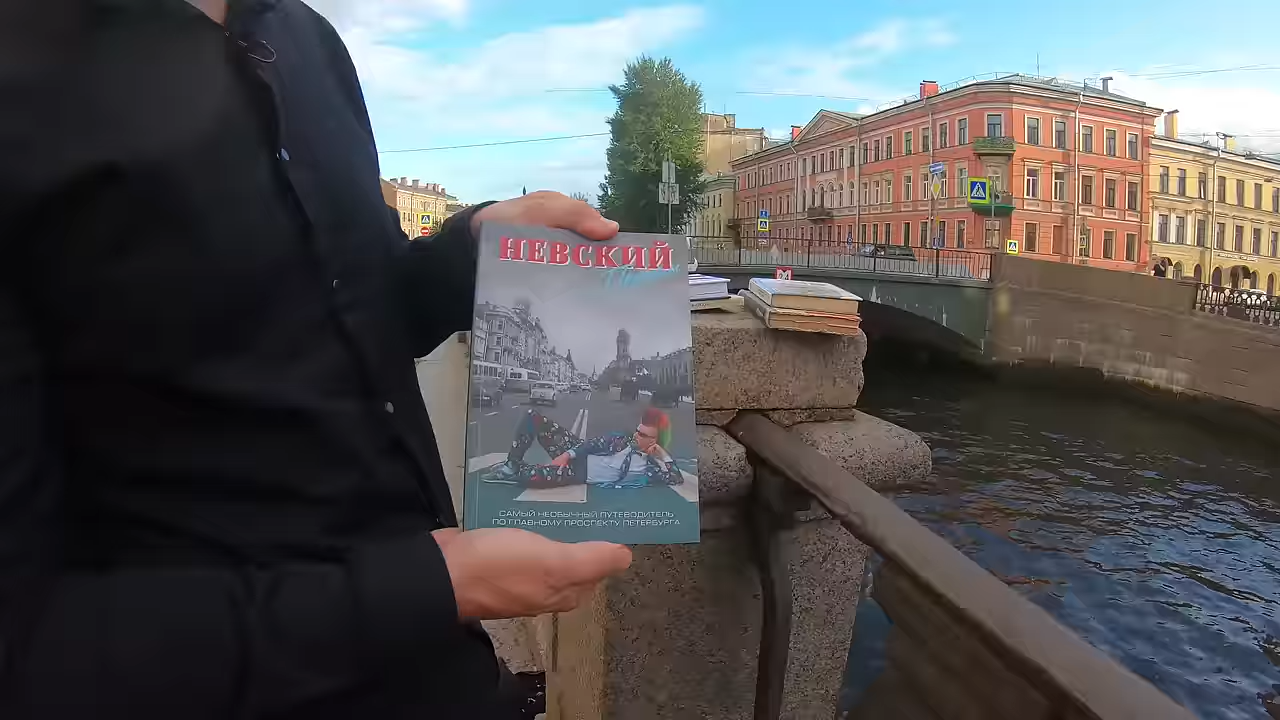 НЕВСКИЙ
САМЫЙ НЕОБЫЧНЫЙ ПУТЕВОДИТЕЛЬ
ПО ГЛАВНОМУ ПРОСПЕКТУ ПЕТЕРБУРГА